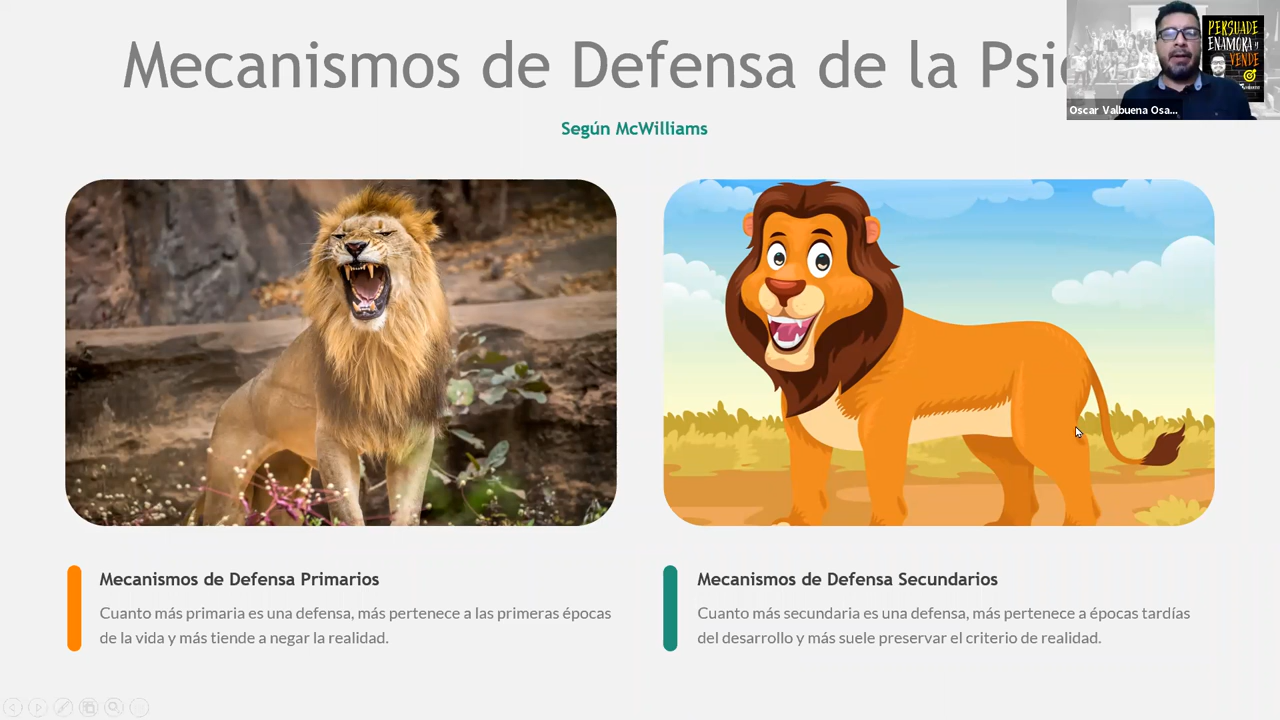 Mecanismos de Defensa de la Psi
Según McWilliams
PERSUADE
ENAMORA y
VENDE
Oscar Valbuena Osa...
Mecanismos de Defensa Primarios
Cuanto más primaria es una defensa, más pertenece a las primeras épocas
de la vida y más tiende a negar la realidad.
Mecanismos de Defensa Secundarios
Cuanto más secundaria es una defensa, más pertenece a épocas tardías
del desarrollo y más suele preservar el criterio de realidad.